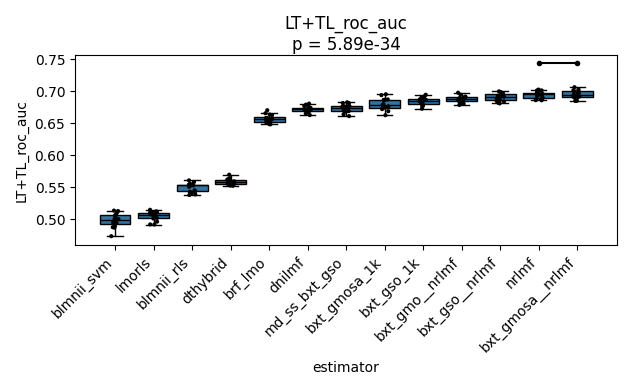 LT+TL_roc_auc
p = 5.89e-34
LT+TL_roc_auc
0.75
0.70
0.65
0.60
0.55
0.50
blmnii_svm
lmorls
blmnii_rls
dthybrid
brf_lmo
dnilmf
md_ss_bxt_gso
bxt_gmosa_1k
bxt_gso_1k
bxt_gmo__nrlmf
bxt_gso__nrlmf
nrlmf
bxt_gmosa__nrlmf
estimator